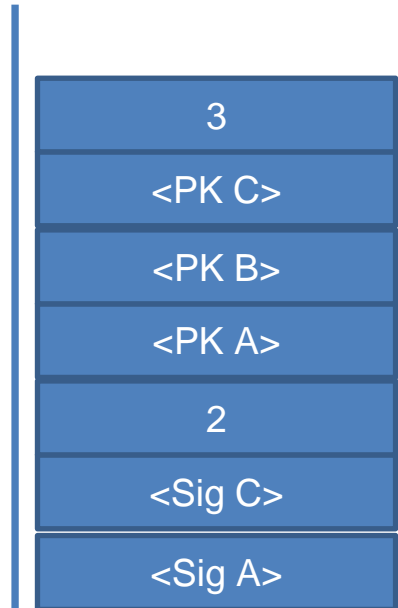 3
<PK C>
<PK B>
<PK A>
2
<Sig C>
<Sig A>